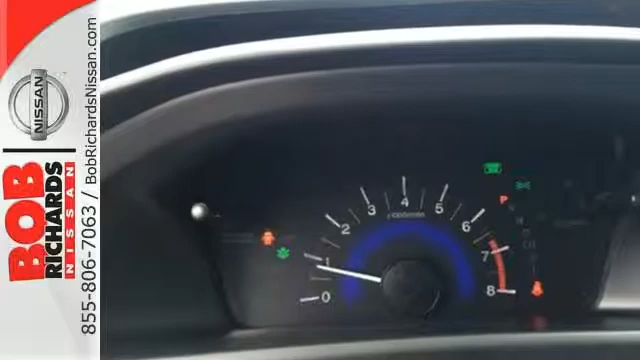 NISSAN
BOB
RICHARDS
NISSAN
855-806-7063 / BobRichardsNissan.com
0 1 2 3 4 5 6 7 8
P
N